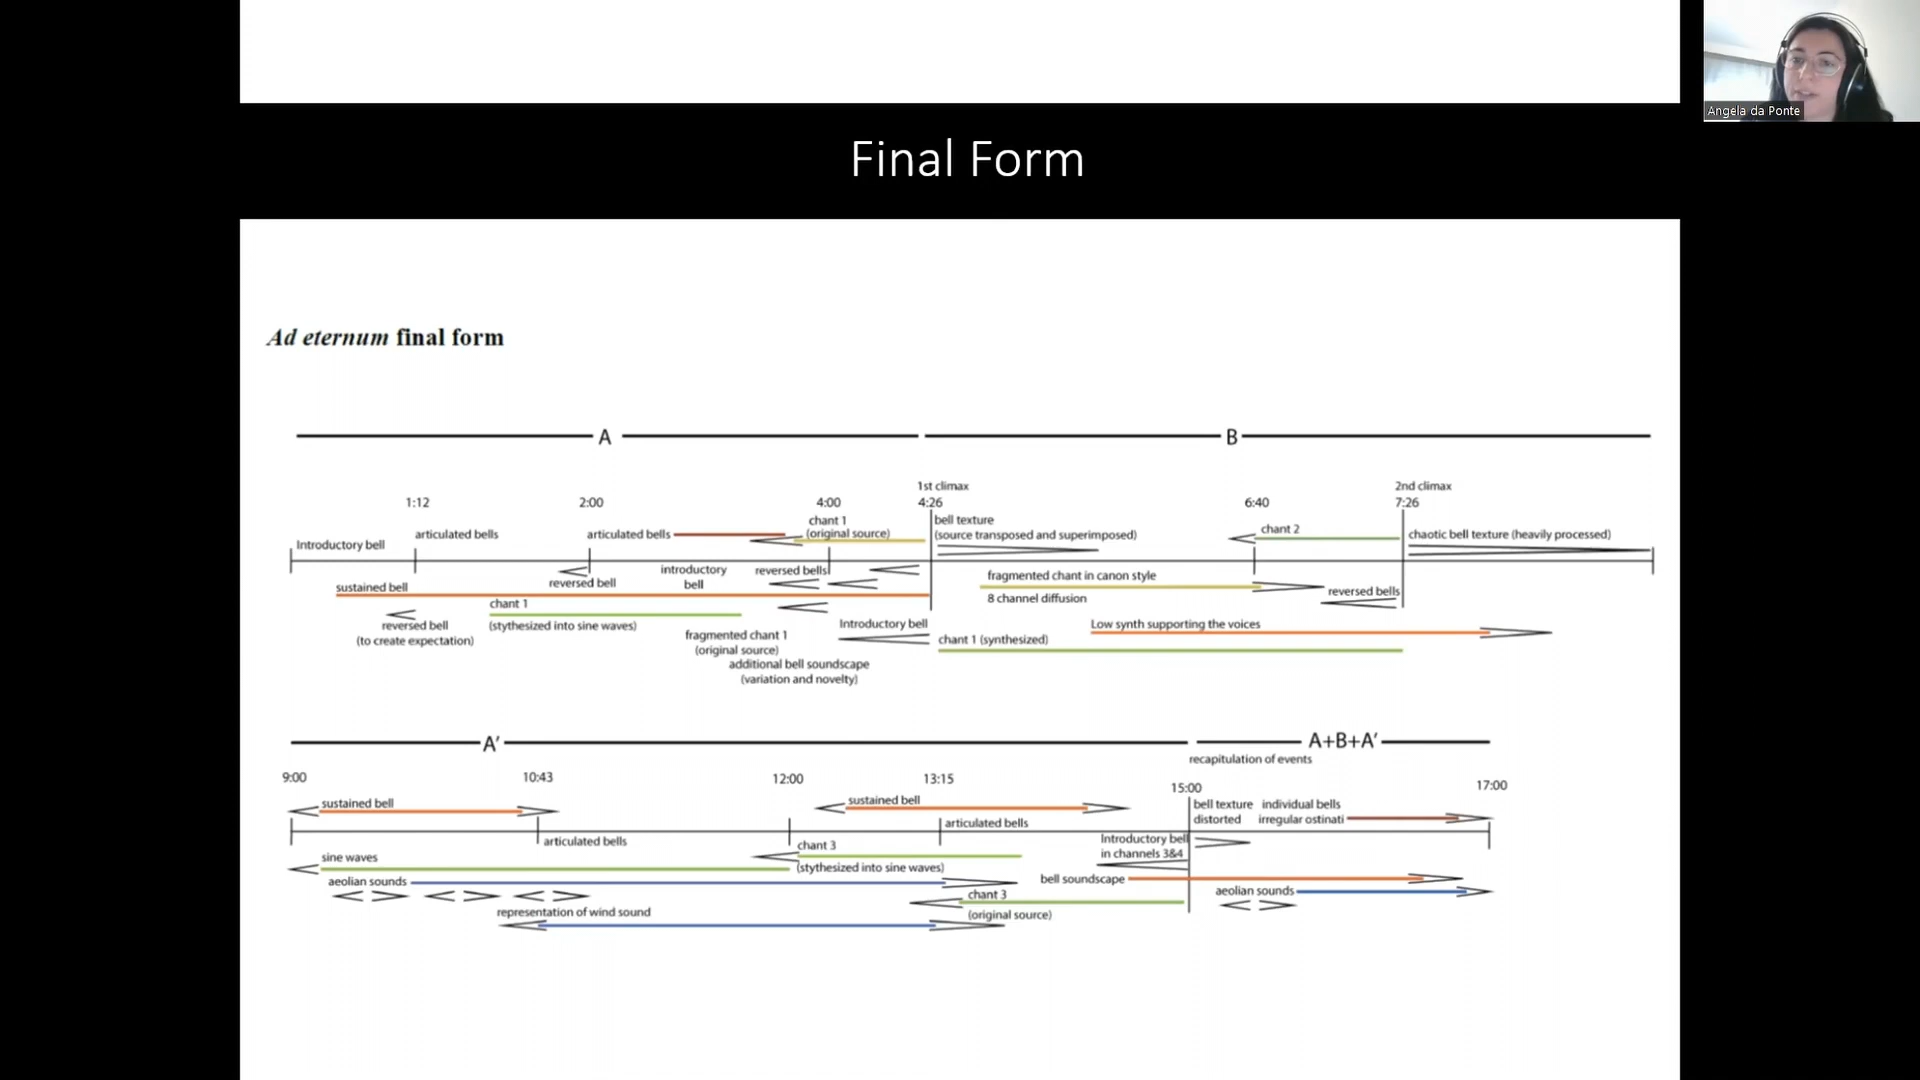 Angela da Ponte
Final Form
Ad eternum final form
A
B
1st climax
2nd climax
1:12
2:00
4:00
4:26
6:40
7:26
chant 1
(original source)
bell texture
(source transposed and superimposed)
chant 2
Introductory bell
articulated bells
articulated bells
chaotic bell texture (heavily processed)
sustained bell
reversed bell
introductory
bell
reversed bells
fragmented chant in canon style
8 channel diffusion
reversed bells
reversed bell
(to create expectation)
chant 1
(stythesized into sine waves)
fragmented chant 1
(original source)
additional bell soundscape
(variation and novelty)
Introductory bell
chant 1 (synthesized)
Low synth supporting the voices
A’
A+B+A’
recapitulation of events
9:00
10:43
12:00
13:15
15:00
17:00
sustained bell
sustained bell
bell texture
distorted
individual bells
irregular ostinati
articulated bells
articulated bells
Introductory bell
in channels 3&4
sine waves
chant 3
(stythesized into sine waves)
aeolian sounds
bell soundscape
aeolian sounds
chant 3
(original source)
representation of wind sound